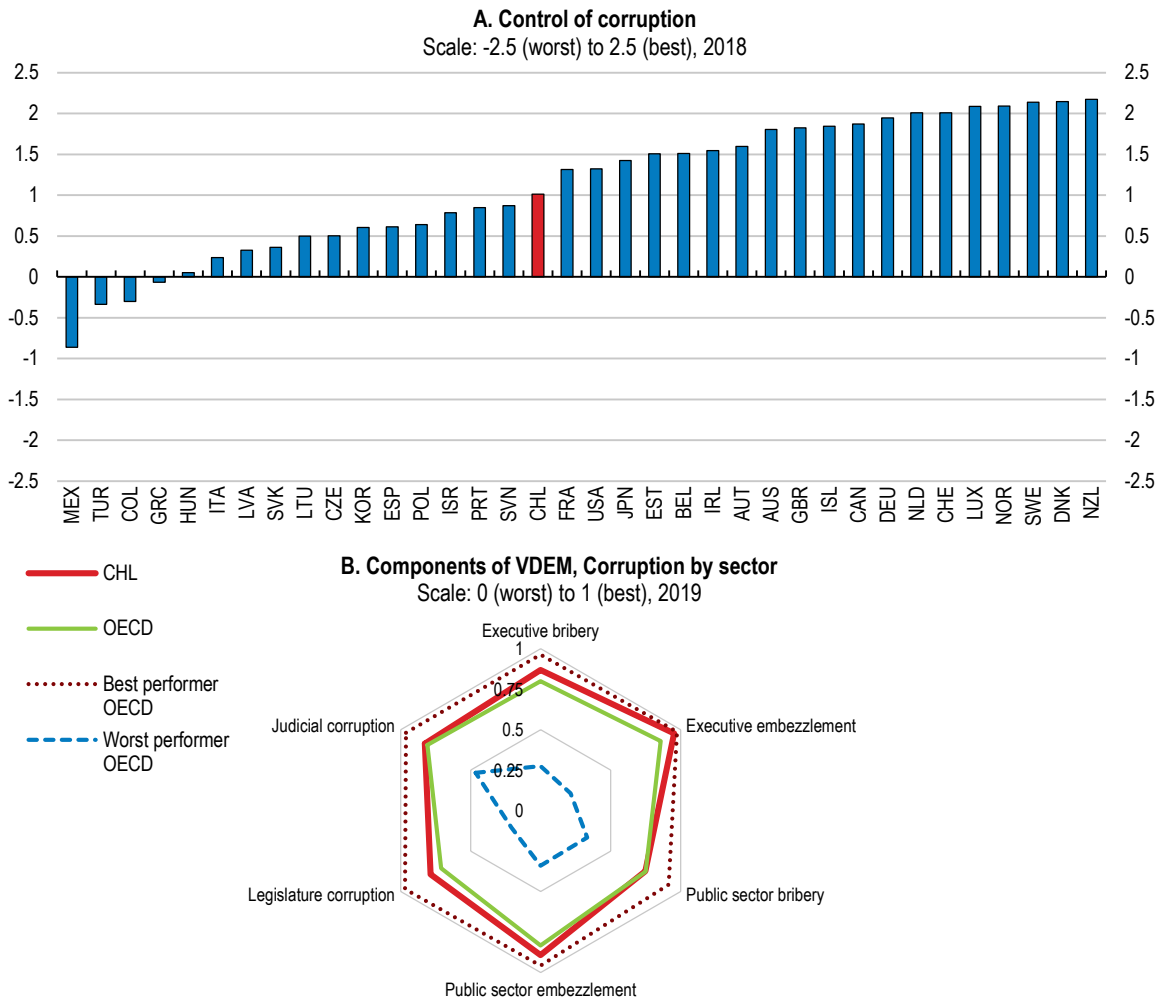 A. Control of corruption
Scale: -2.5 (worst) to 2.5 (best), 2018
2.5 2.5
2 2
1.5 1.5
1 1
0.5 0.5
0 0
-0.5 -0.5
-1 -1
-1.5 -1.5
-2 -2
-2.5 -2.5
MEX TUR COL GRC HUN ITA LVA SVK LTU CZE KOR ESP POL ISR PRT SVN CHL FRA USA JPN EST BEL IRL AUT AUS GBR ISL CAN DEU NLD CHE LUX NOR SWE DNK NZL
B. Components of VDEM, Corruption by sector
Scale: 0 (worst) to 1 (best), 2019
CHL
OECD
Best performer
OECD
Worst performer
OECD
Executive bribery
1
0.75
0.5
0.25
0
Judicial corruption
Executive embezzlement
Legislature corruption
Public sector bribery
Public sector embezzlement